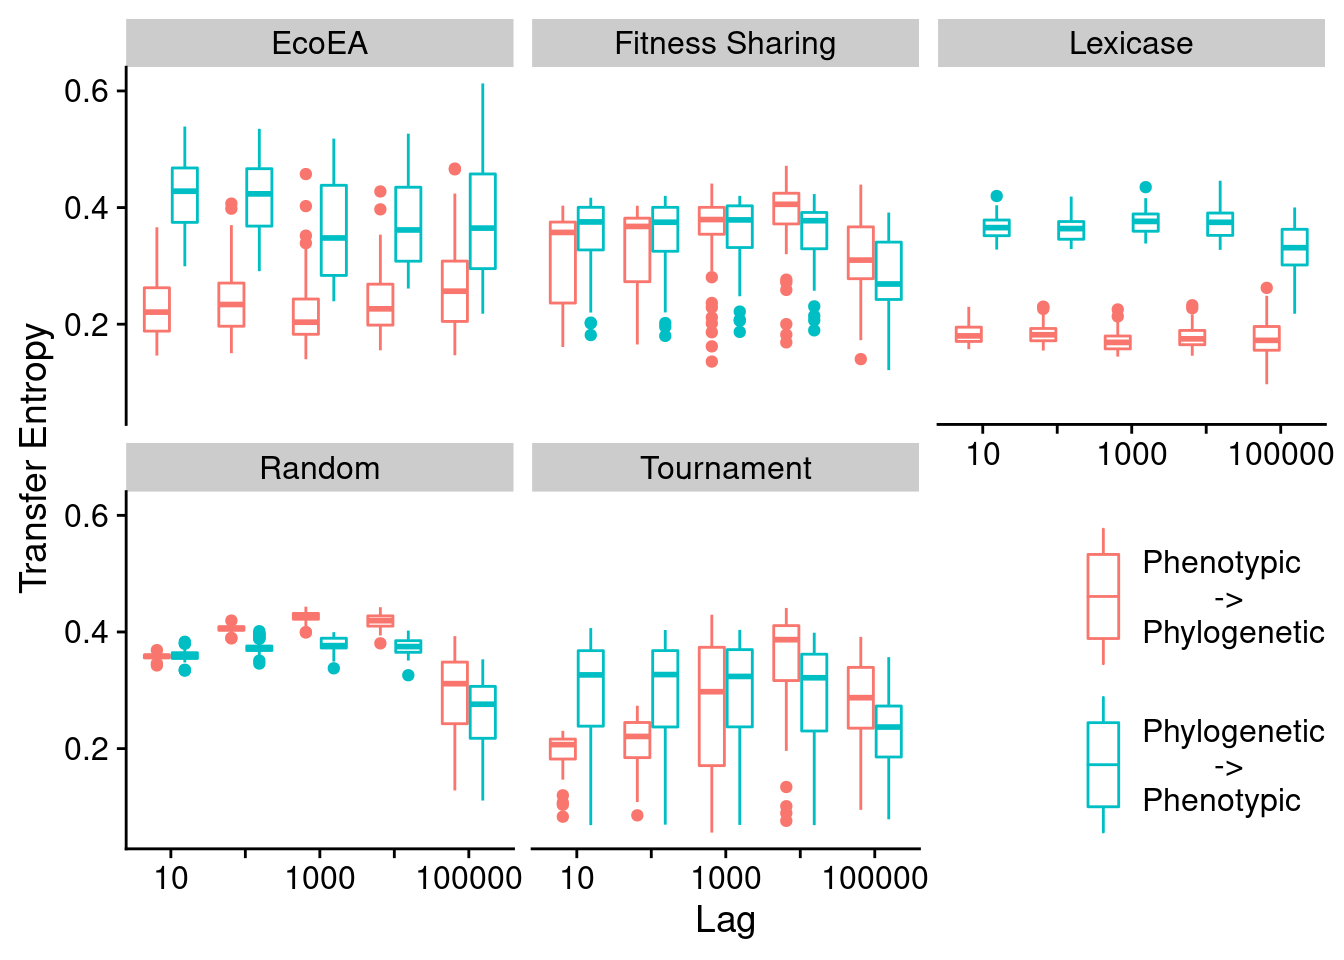 EcoEA
Fitness Sharing
Lexicase
0.6
0.4
0.2
10
1000
100000
Transfer Entropy
Random
Tournament
0.6
0.4
0.2
10
1000
100000
10
1000
100000
Lag
Phenotypic
->
Phylogenetic
Phylogenetic
->
Phenotypic